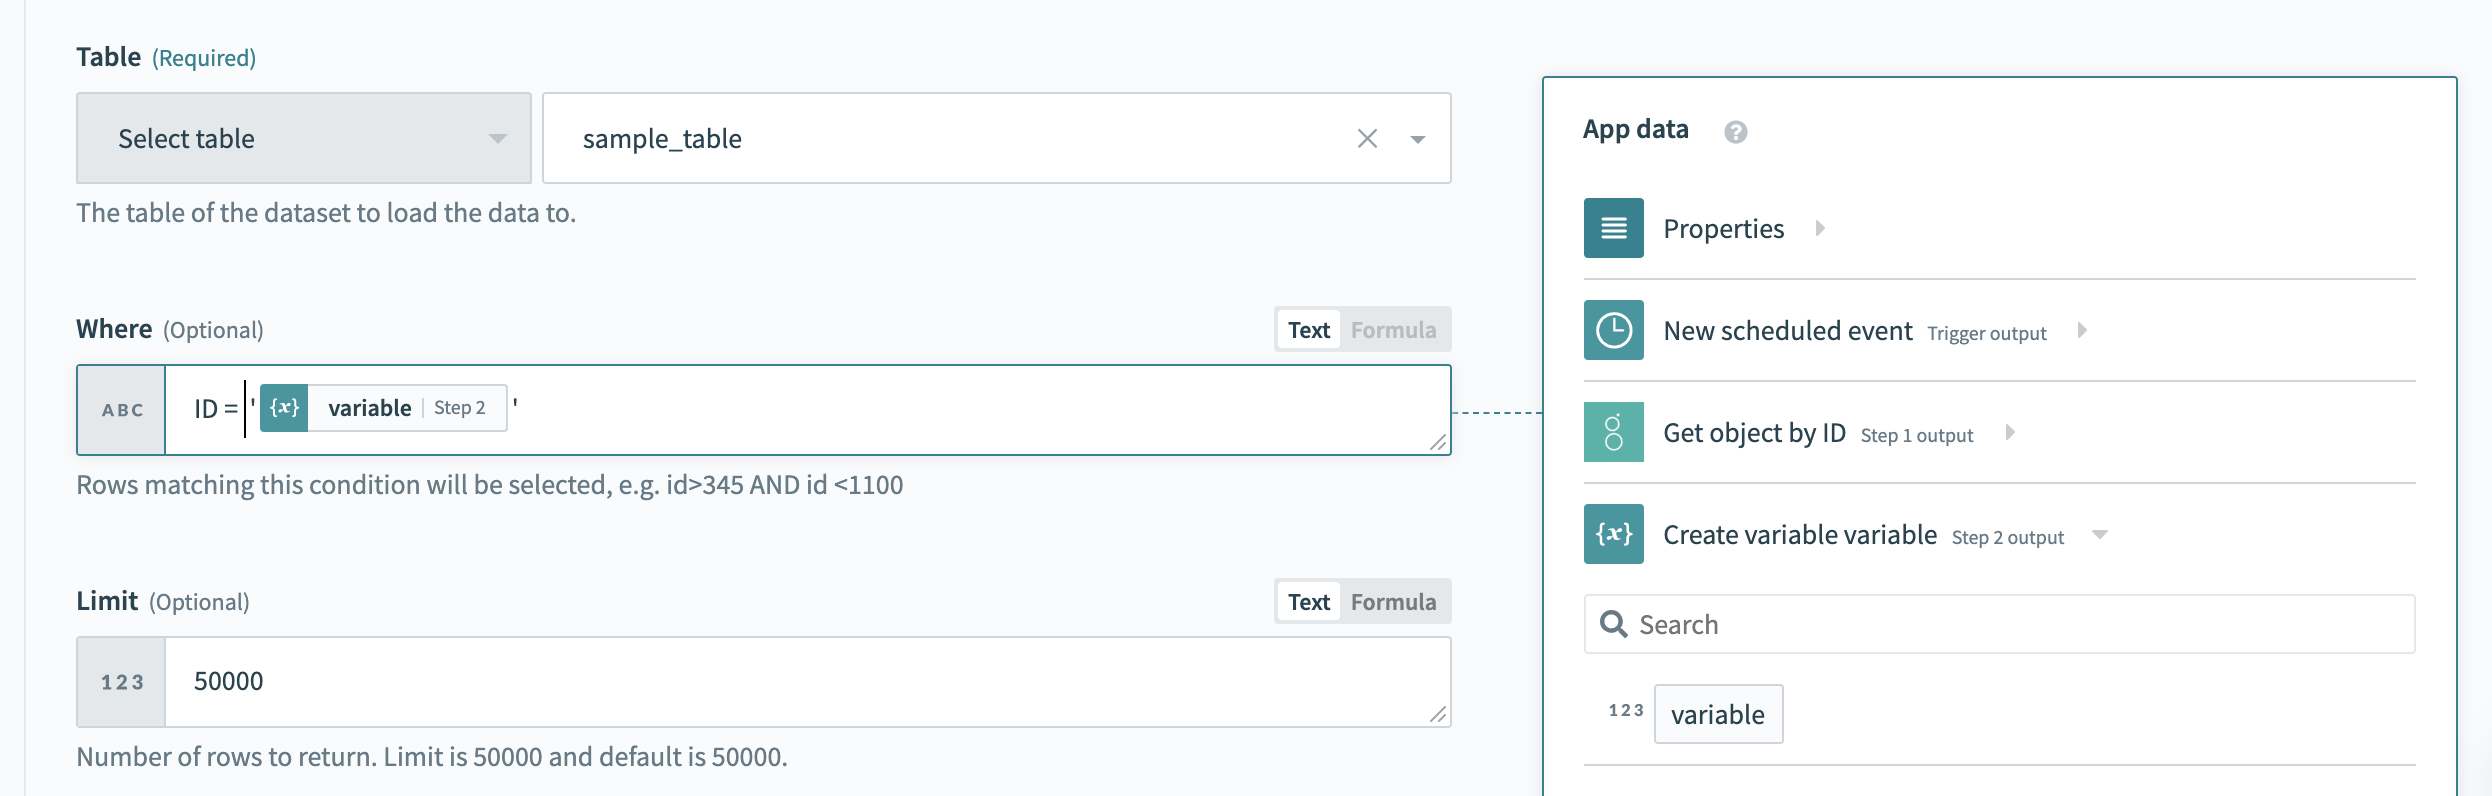 Table (Required)
Select table
sample_table
The table of the dataset to load the data to.
Where (Optional)
Text Formula
ABC
ID = ' {x} variable Step 2 '
Rows matching this condition will be selected, e.g. id>345 AND id <1100
Limit (Optional)
Text Formula
123
50000
Number of rows to return. Limit is 50000 and default is 50000.
App data ?
Properties
New scheduled event Trigger output
Get object by ID Step 1 output
{x} Create variable variable Step 2 output
Search
123 variable